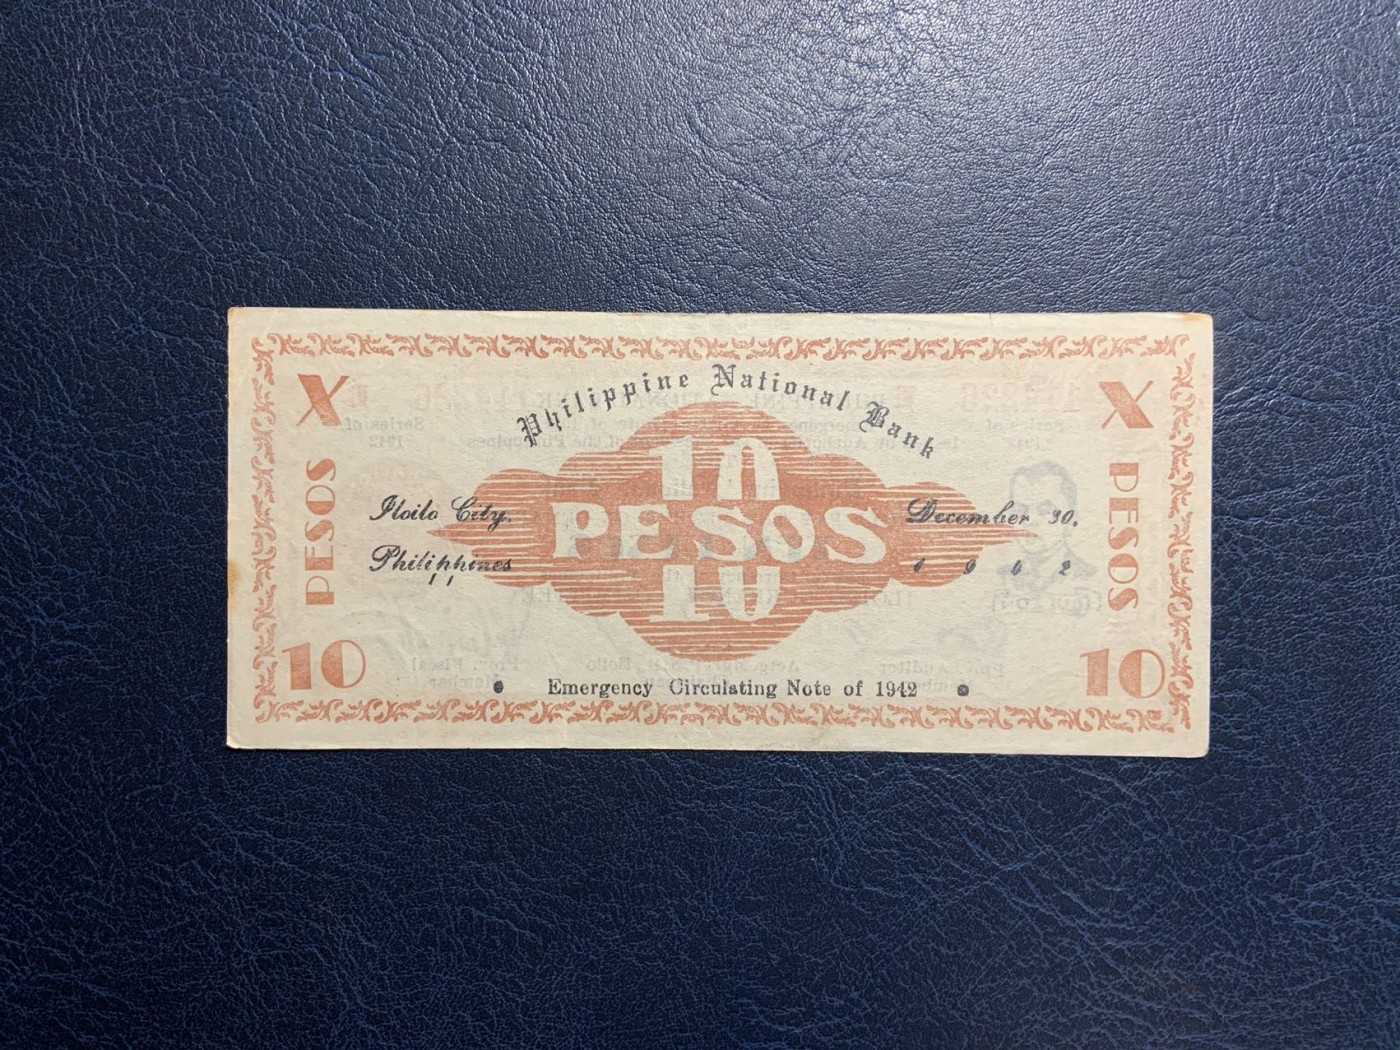 Philippine National Bank
X
X
10
PESOS
10
PESOS
PESOS
Iloilo City,
Philippines
December 30,
1942
10
10
Emergency Circulating Note of 1942